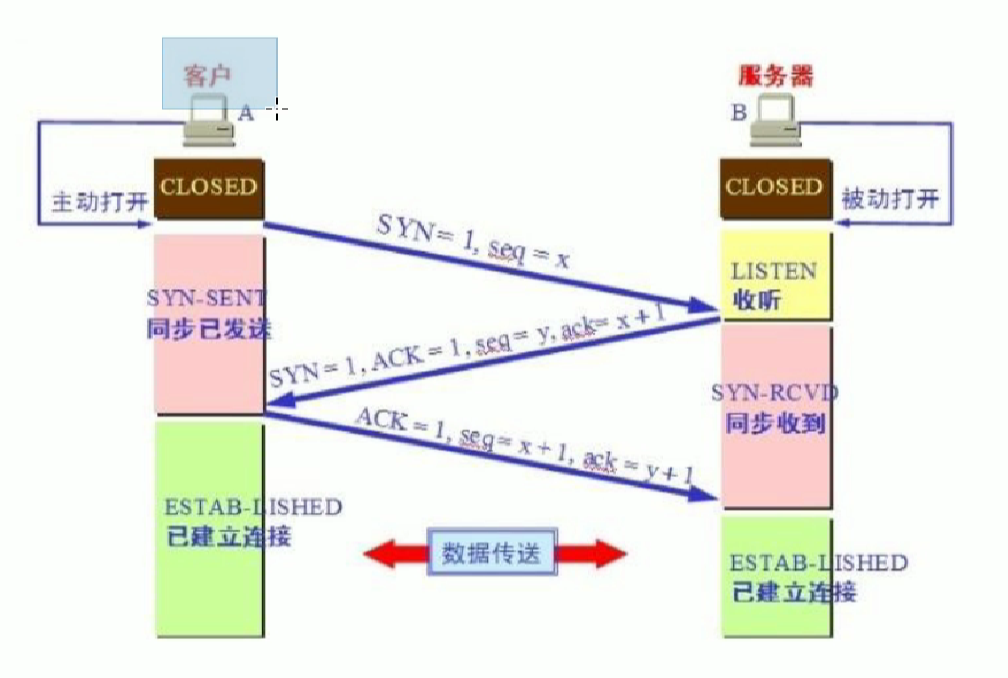 客户
服务器
A
B
CLOSED
CLOSED
主动打开
被动打开
SYN= 1, seq = x
LISTEN
收听
SYN-SENT
同步已发送
SYN = 1, ACK = 1, seq = y, ack= x + 1
SYN-RCVD
同步收到
ACK = 1, seq= x + 1, ack = y + 1
ESTAB-LISHED
已建立连接
数据传送
ESTAB-LISHED
已建立连接